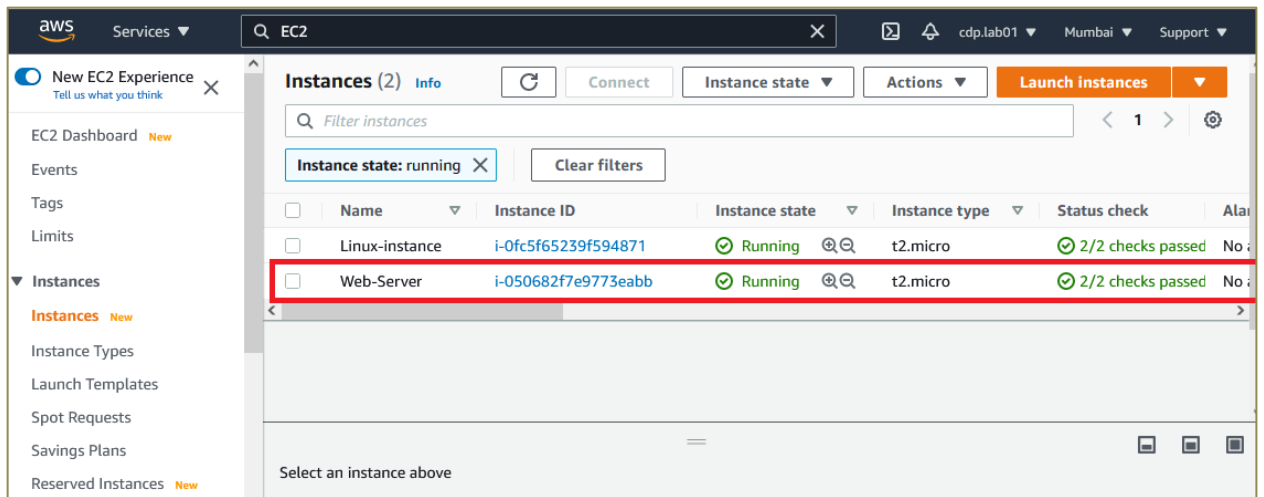 aws Services ▼ EC2 cdp.lab01 ▼ Mumbai ▼ Support ▼
New EC2 Experience
Tell us what you think
EC2 Dashboard New
Events
Tags
Limits
Instances
Instances New
Instance Types
Launch Templates
Spot Requests
Savings Plans
Reserved Instances New
Instances (2) Info Connect Instance state ▼ Actions ▼ Launch instances ▼
Filter instances 1
Instance state: running Clear filters
Name Instance ID Instance state Instance type Status check Alar
Linux-instance i-0fc5f65239f594871 Running t2.micro 2/2 checks passed No
Web-Server i-050682f7e9773eabb Running t2.micro 2/2 checks passed No
Select an instance above